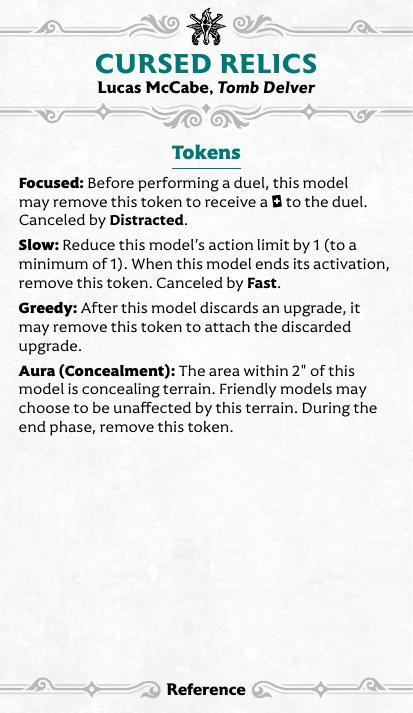 CURSED RELICS
Lucas McCabe, Tomb Delver
Tokens
Focused: Before performing a duel, this model
may remove this token to receive a + to the duel.
Canceled by Distracted.
Slow: Reduce this model’s action limit by 1 (to a
minimum of 1). When this model ends its activation,
remove this token. Canceled by Fast.
Greedy: After this model discards an upgrade, it
may remove this token to attach the discarded
upgrade.
Aura (Concealment): The area within 2" of this
model is concealing terrain. Friendly models may
choose to be unaffected by this terrain. During the
end phase, remove this token.
Reference